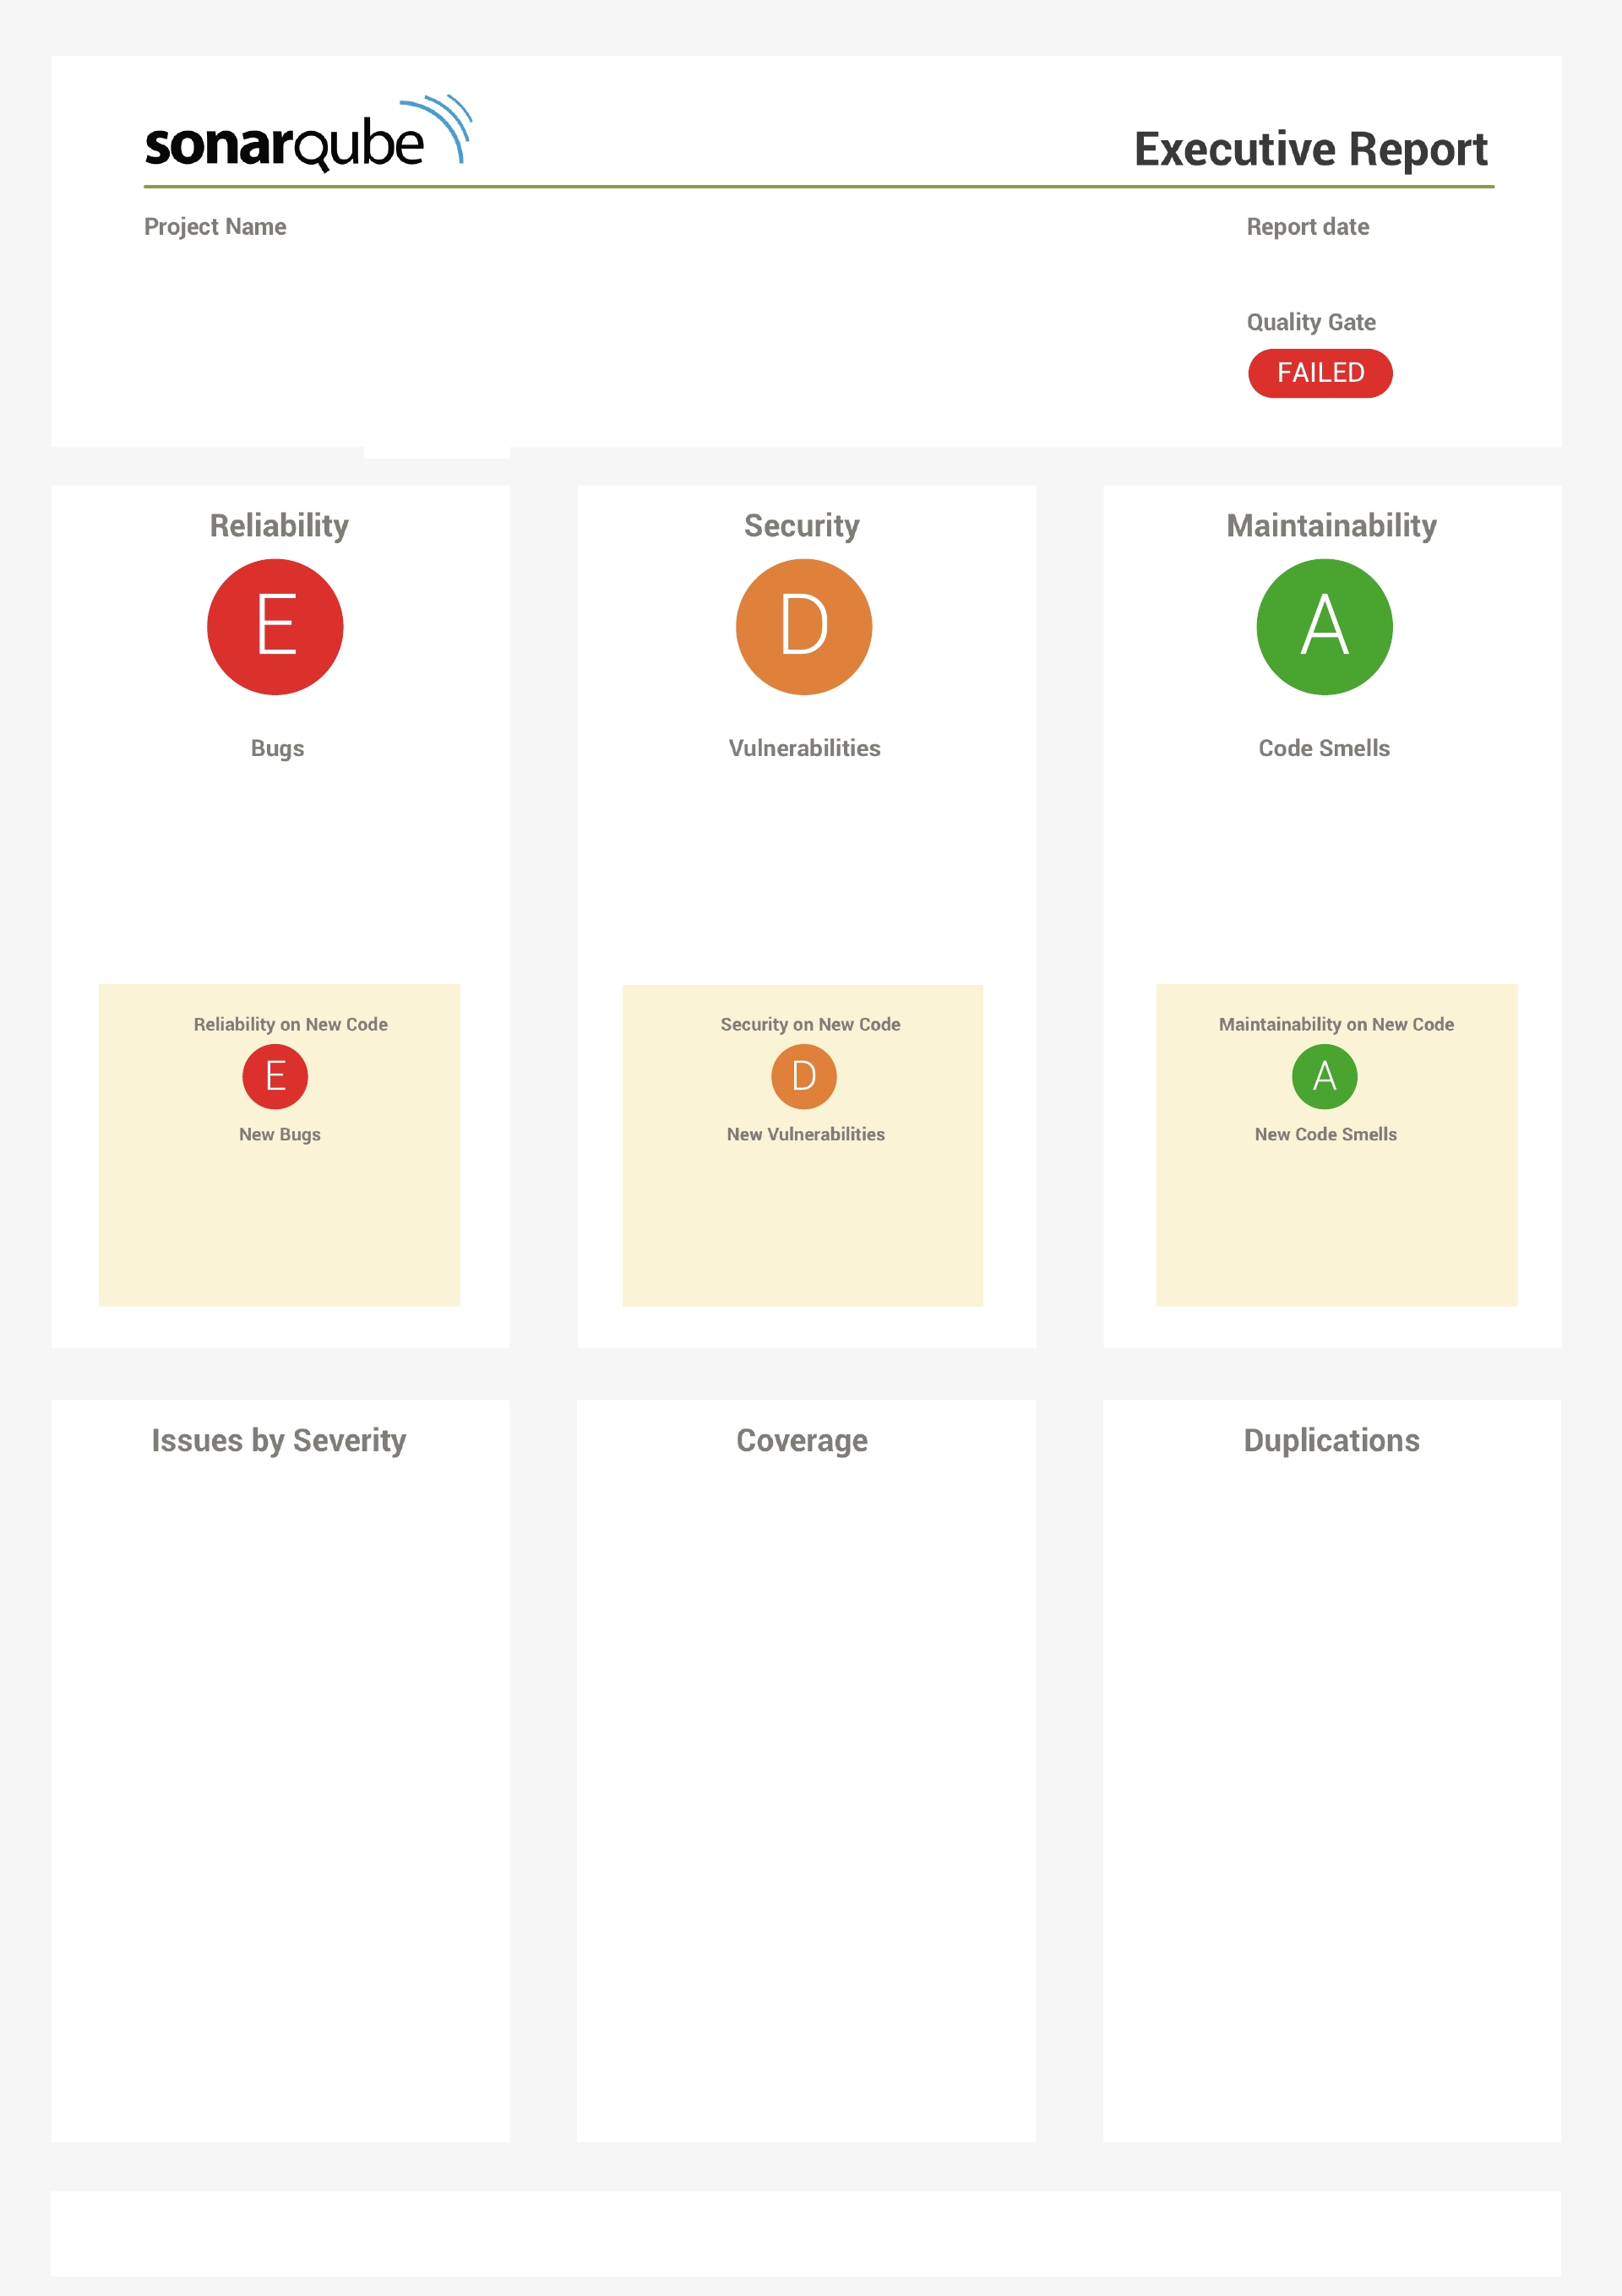 sonarqube
Executive Report
Project Name
Report date
Quality Gate
FAILED
Reliability
E
Bugs
Reliability on New Code
E
New Bugs
Security
D
Vulnerabilities
Security on New Code
D
New Vulnerabilities
Maintainability
A
Code Smells
Maintainability on New Code
A
New Code Smells
Issues by Severity
Coverage
Duplications